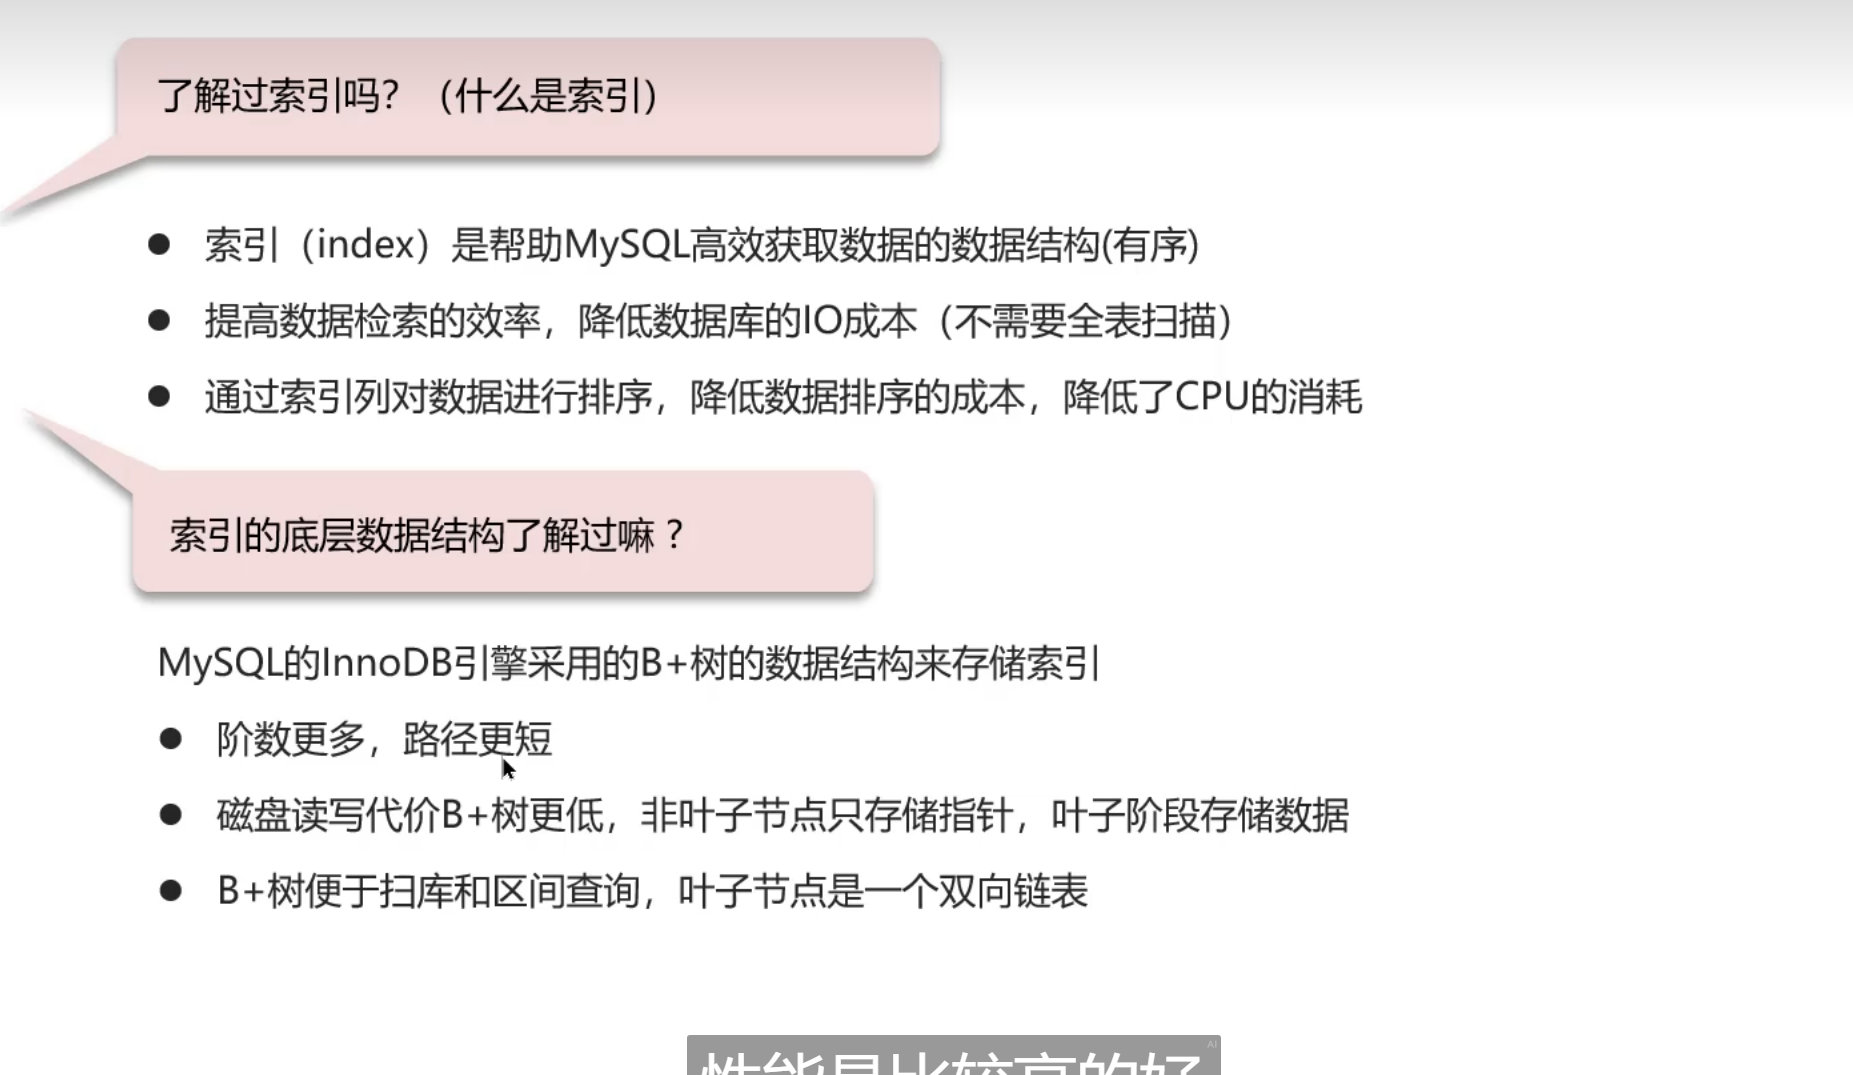 了解过索引吗？（什么是索引）
索引（index）是帮助MySQL高效获取数据的数据结构(有序)
提高数据检索的效率，降低数据库的IO成本（不需要全表扫描）
通过索引列对数据进行排序，降低数据排序的成本，降低了CPU的消耗
索引的底层数据结构了解过嘛？
MySQL的InnoDB引擎采用的B+树的数据结构来存储索引
阶数更多，路径更短
磁盘读写代价B+树更低，非叶子节点只存储指针，叶子阶段存储数据
B+树便于扫库和区间查询，叶子节点是一个双向链表
AI
性能是比较高的好